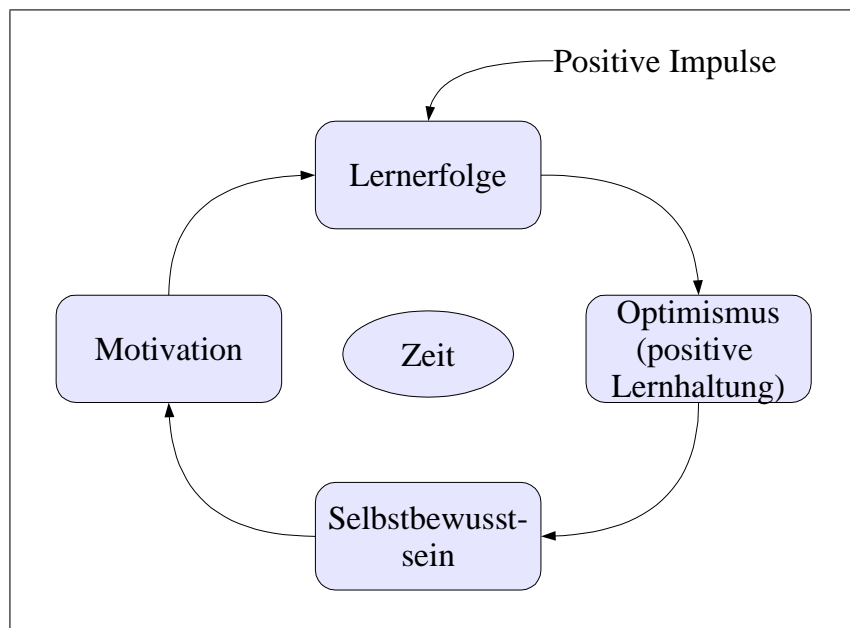 Positive Impulse
Lernerfolge
Optimismus
(positive
Lernhaltung)
Motivation
Zeit
Selbstbewusst-
sein